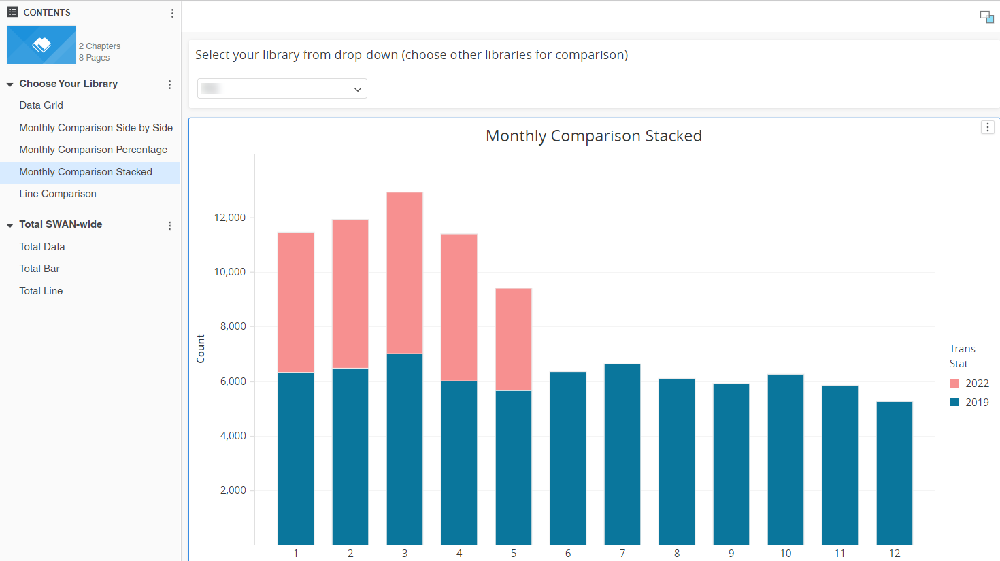 CONTENTS
2 Chapters
8 Pages
Choose Your Library
Data Grid
Monthly Comparison Side by Side
Monthly Comparison Percentage
Monthly Comparison Stacked
Line Comparison
Total SWAN-wide
Total Data
Total Bar
Total Line
Select your library from drop-down (choose other libraries for comparison)
Monthly Comparison Stacked
12,000
10,000
8,000
6,000
4,000
2,000
Count
1 2 3 4 5 6 7 8 9 10 11 12
Trans
Stat
2022
2019